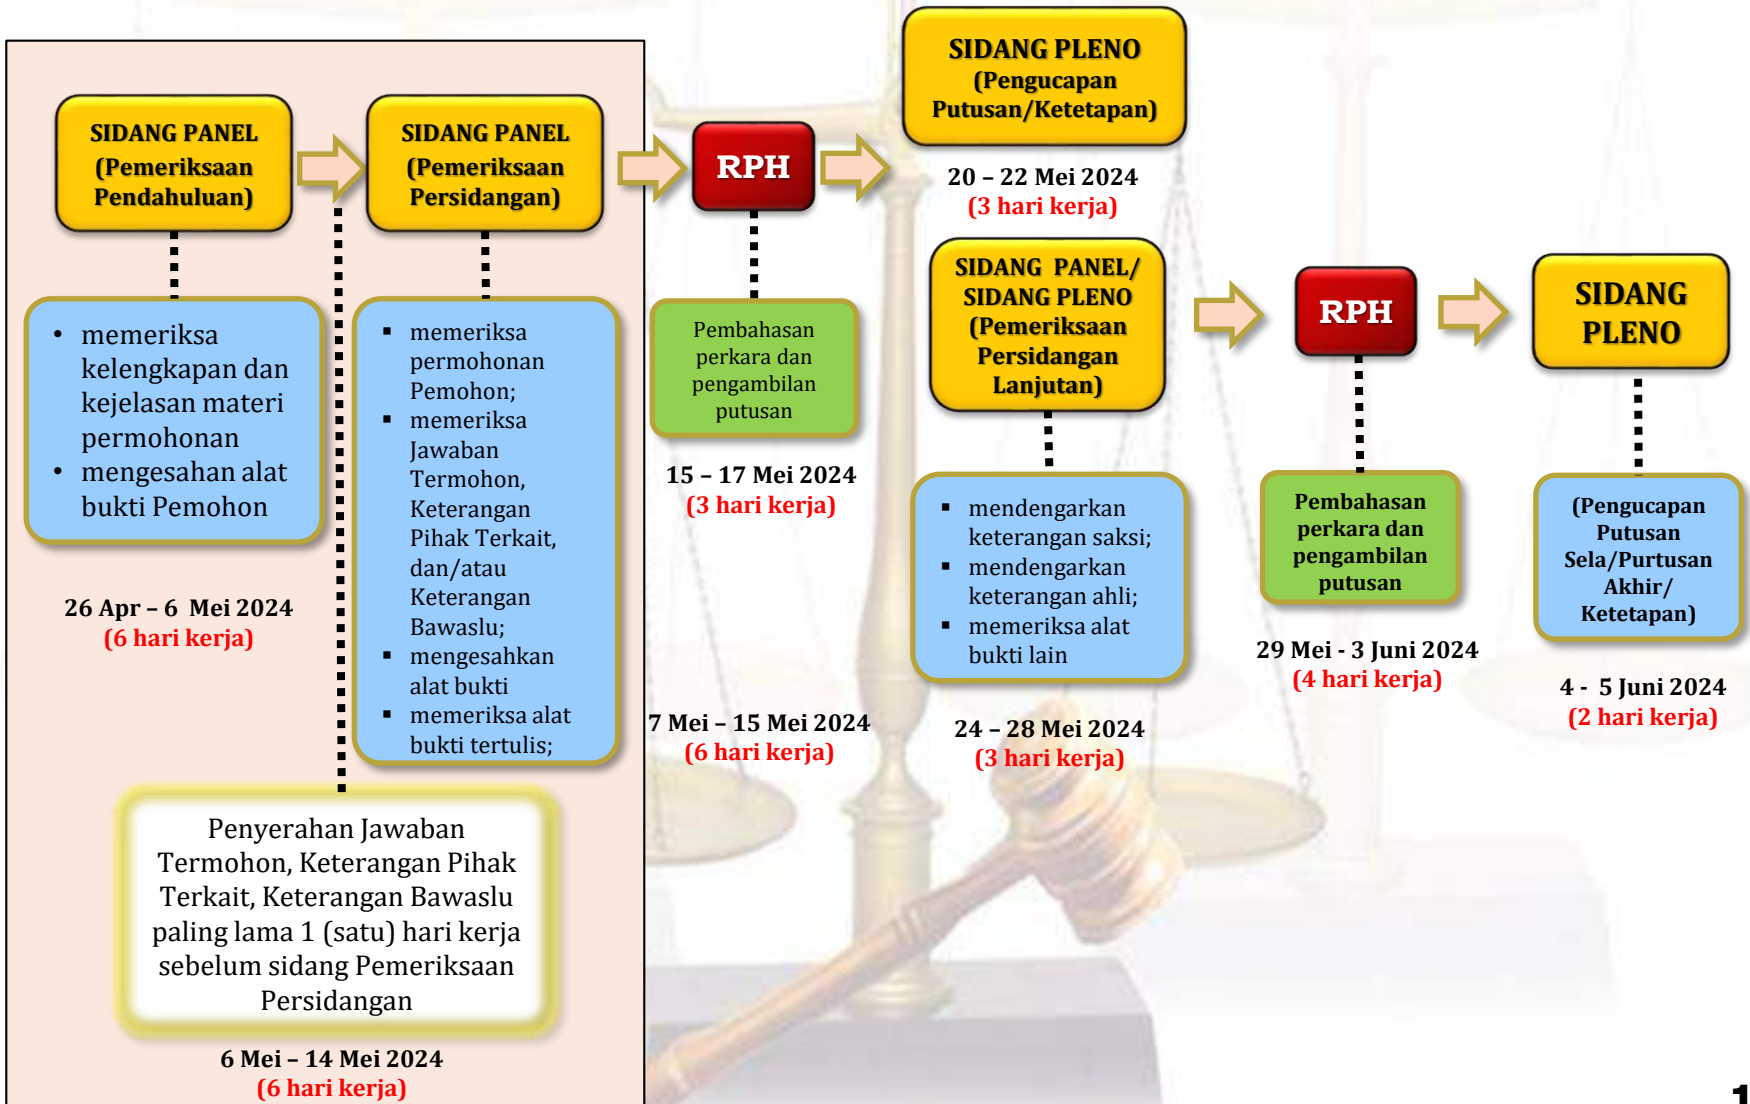 SIDANG PANEL
(Pemeriksaan
Pendahuluan)
• memeriksa
kelengkapan dan
kejelasan materi
permohonan
• mengesahan alat
bukti Pemohon
26 Apr – 6 Mei 2024
(6 hari kerja)
SIDANG PANEL
(Pemeriksaan
Persidangan)
▪ memeriksa
permohonan
Pemohon;
▪ memeriksa
Jawaban
Termohon,
Keterangan
Pihak Terkait,
dan/atau
Keterangan
Bawaslu;
▪ mengesahkan
alat bukti
▪ memeriksa alat
bukti tertulis;
7 Mei – 15 Mei 2024
(6 hari kerja)
Penyerahan Jawaban
Termohon, Keterangan Pihak
Terkait, Keterangan Bawaslu
paling lama 1 (satu) hari kerja
sebelum sidang Pemeriksaan
Persidangan
6 Mei – 14 Mei 2024
(6 hari kerja)
RPH
Pembahasan
perkara dan
pengambilan
putusan
15 – 17 Mei 2024
(3 hari kerja)
SIDANG PLENO
(Pengucapan
Putusan/Ketetapan)
20 – 22 Mei 2024
(3 hari kerja)
SIDANG PANEL/
SIDANG PLENO
(Pemeriksaan
Persidangan
Lanjutan)
▪ mendengarkan
keterangan saksi;
▪ mendengarkan
keterangan ahli;
▪ memeriksa alat
bukti lain
24 – 28 Mei 2024
(3 hari kerja)
RPH
Pembahasan
perkara dan
pengambilan
putusan
29 Mei - 3 Juni 2024
(4 hari kerja)
SIDANG
PLENO
(Pengucapan
Putusan
Sela/Purtusan
Akhir/
Ketetapan)
4 - 5 Juni 2024
(2 hari kerja)
1